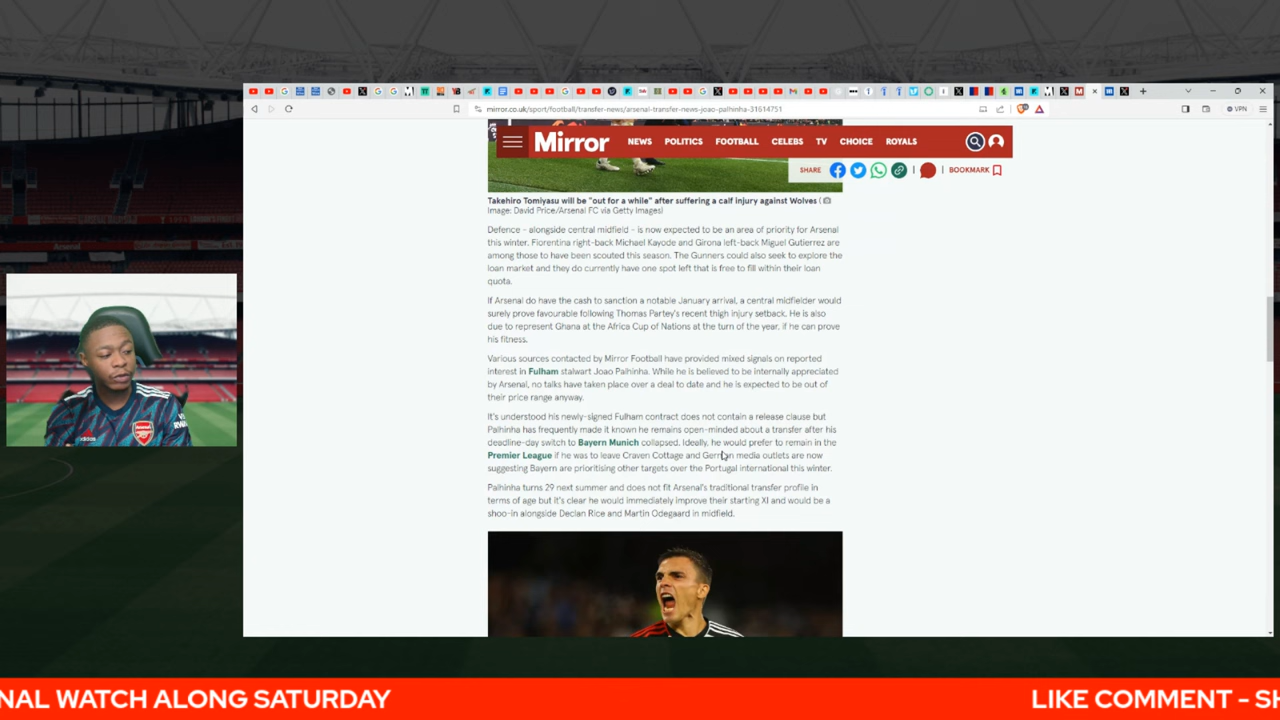 mirror.co.uk/sport/football/transfer-news/arsenal-transfer-news-joao-palhinha-31614751
VPN
Mirror
NEWS POLITICS FOOTBALL CELEBS TV CHOICE ROYALS
SHARE
BOOKMARK
Takehiro Tomiyasu will be "out for a while" after suffering a calf injury against Wolves (
Image: David Price/Arsenal FC via Getty Images)
Defence – alongside central midfield – is now expected to be an area of priority for Arsenal
this winter. Fiorentina right-back Michael Kayode and Girona left-back Miguel Gutierrez are
among those to have been scouted this season. The Gunners could also seek to explore the
loan market and they do currently have one spot left that is free to fill within their loan
quota.
If Arsenal do have the cash to sanction a notable January arrival, a central midfielder would
surely prove favourable following Thomas Partey's recent thigh injury setback. He is also
due to represent Ghana at the Africa Cup of Nations at the turn of the year, if he can prove
his fitness.
Various sources contacted by Mirror Football have provided mixed signals on reported
interest in Fulham stalwart Joao Palhinha. While he is believed to be internally appreciated
by Arsenal, no talks have taken place over a deal to date and he is expected to be out of
their price range anyway.
It's understood his newly-signed Fulham contract does not contain a release clause but
Palhinha has frequently made it known he remains open-minded about a transfer after his
deadline-day switch to Bayern Munich collapsed. Ideally, he would prefer to remain in the
Premier League if he was to leave Craven Cottage and German media outlets are now
suggesting Bayern are prioritising other targets over the Portugal international this winter.
Palhinha turns 29 next summer and does not fit Arsenal's traditional transfer profile in
terms of age but it's clear he would immediately improve their starting XI and would be a
shoo-in alongside Declan Rice and Martin Odegaard in midfield.
adidas
Arsenal
NAL WATCH ALONG SATURDAY
LIKE COMMENT - SH